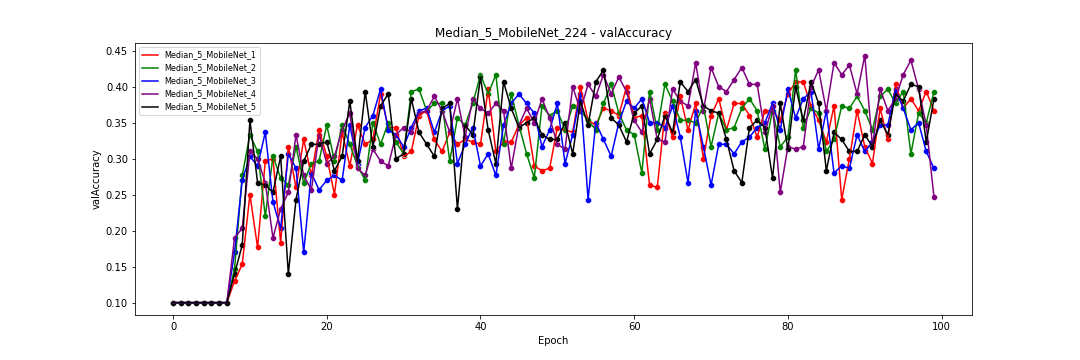 Median_5_MobileNet_224 - valAccuracy
Median_5_MobileNet_1
Median_5_MobileNet_2
Median_5_MobileNet_3
Median_5_MobileNet_4
Median_5_MobileNet_5
valAccuracy
0.45
0.40
0.35
0.30
0.25
0.20
0.15
0.10
0 20 40 60 80 100
Epoch